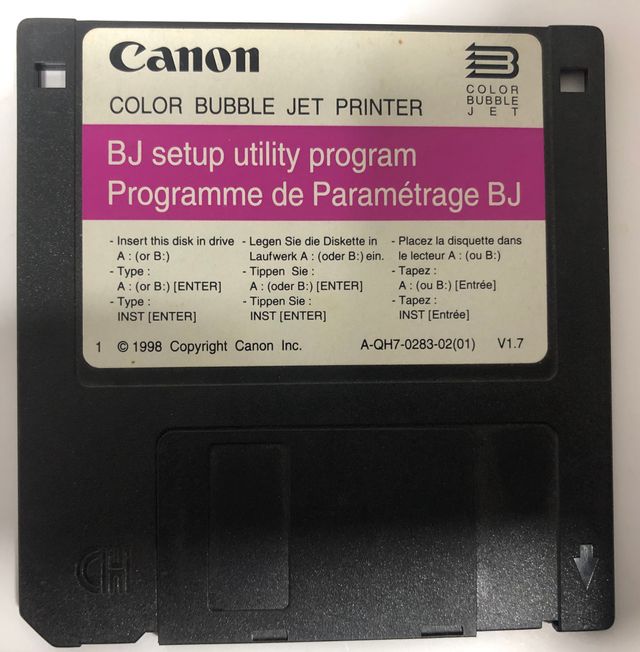 Canon
COLOR
BUBBLE
JET
COLOR BUBBLE JET PRINTER
BJ setup utility program
Programme de Paramétrage BJ
- Insert this disk in drive
A : (or B:)
- Type :
A : (or B:) [ENTER]
- Type :
INST [ENTER]
- Legen Sie die Diskette in
Laufwerk A : (oder B:) ein.
- Tippen Sie :
A : (oder B:) [ENTER]
- Tippen Sie :
INST [ENTER]
- Placez la disquette dans
le lecteur A : (ou B:)
- Tapez :
A : (ou B:) [Entrée]
- Tapez :
INST [Entrée]
1 © 1998 Copyright Canon Inc. A-QH7-0283-02(01) V1.7